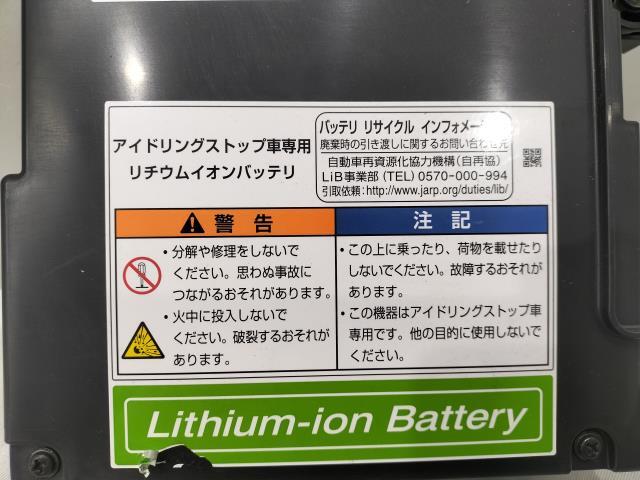 アイドリングストップ車専用
リチウムイオンバッテリ
バッテリ リサイクル インフォメーション
廃棄時の引き渡しに関するお問い合わせ先
自動車再資源化協力機構(自再協)
LiB事業部 (TEL) 0570-000-994
引取依頼:http://www.jarp.org/duties/lib/
警告
・分解や修理をしないで
ください。思わぬ事故に
つながるおそれがあります。
・火中に投入しないで
ください。破裂するおそれが
あります。
注記
・この上に乗ったり、荷物を載せたり
しないでください。故障するおそれが
あります。
・この機器はアイドリングストップ車
専用です。他の目的に使用しないで
ください。
Lithium-ion Battery